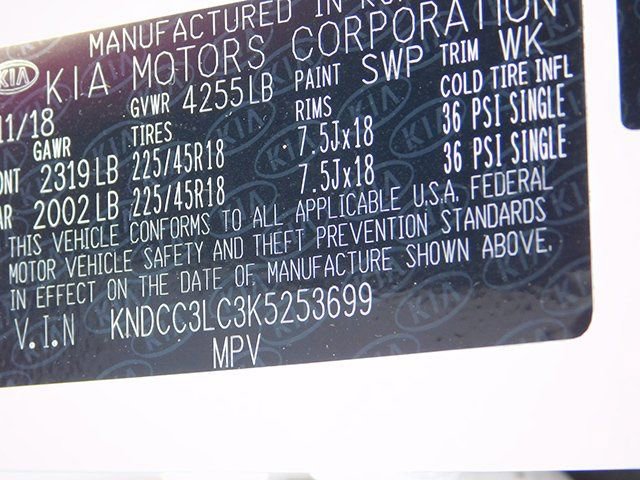 MANUFACTURED IN
KIA KIA MOTORS CORPORATION
11/18 GVWR 4255LB PAINT SWP TRIM WK
GAWR TIRES RIMS COLD TIRE INFL
2319LB 225/45R18 7.5Jx18 36 PSI SINGLE
2002LB 225/45R18 7.5Jx18 36 PSI SINGLE
THIS VEHICLE CONFORMS TO ALL APPLICABLE U.S.A. FEDERAL
MOTOR VEHICLE SAFETY AND THEFT PREVENTION STANDARDS
IN EFFECT ON THE DATE OF MANUFACTURE SHOWN ABOVE.
V.I.N KNDCC3LC3K5253699
MPV